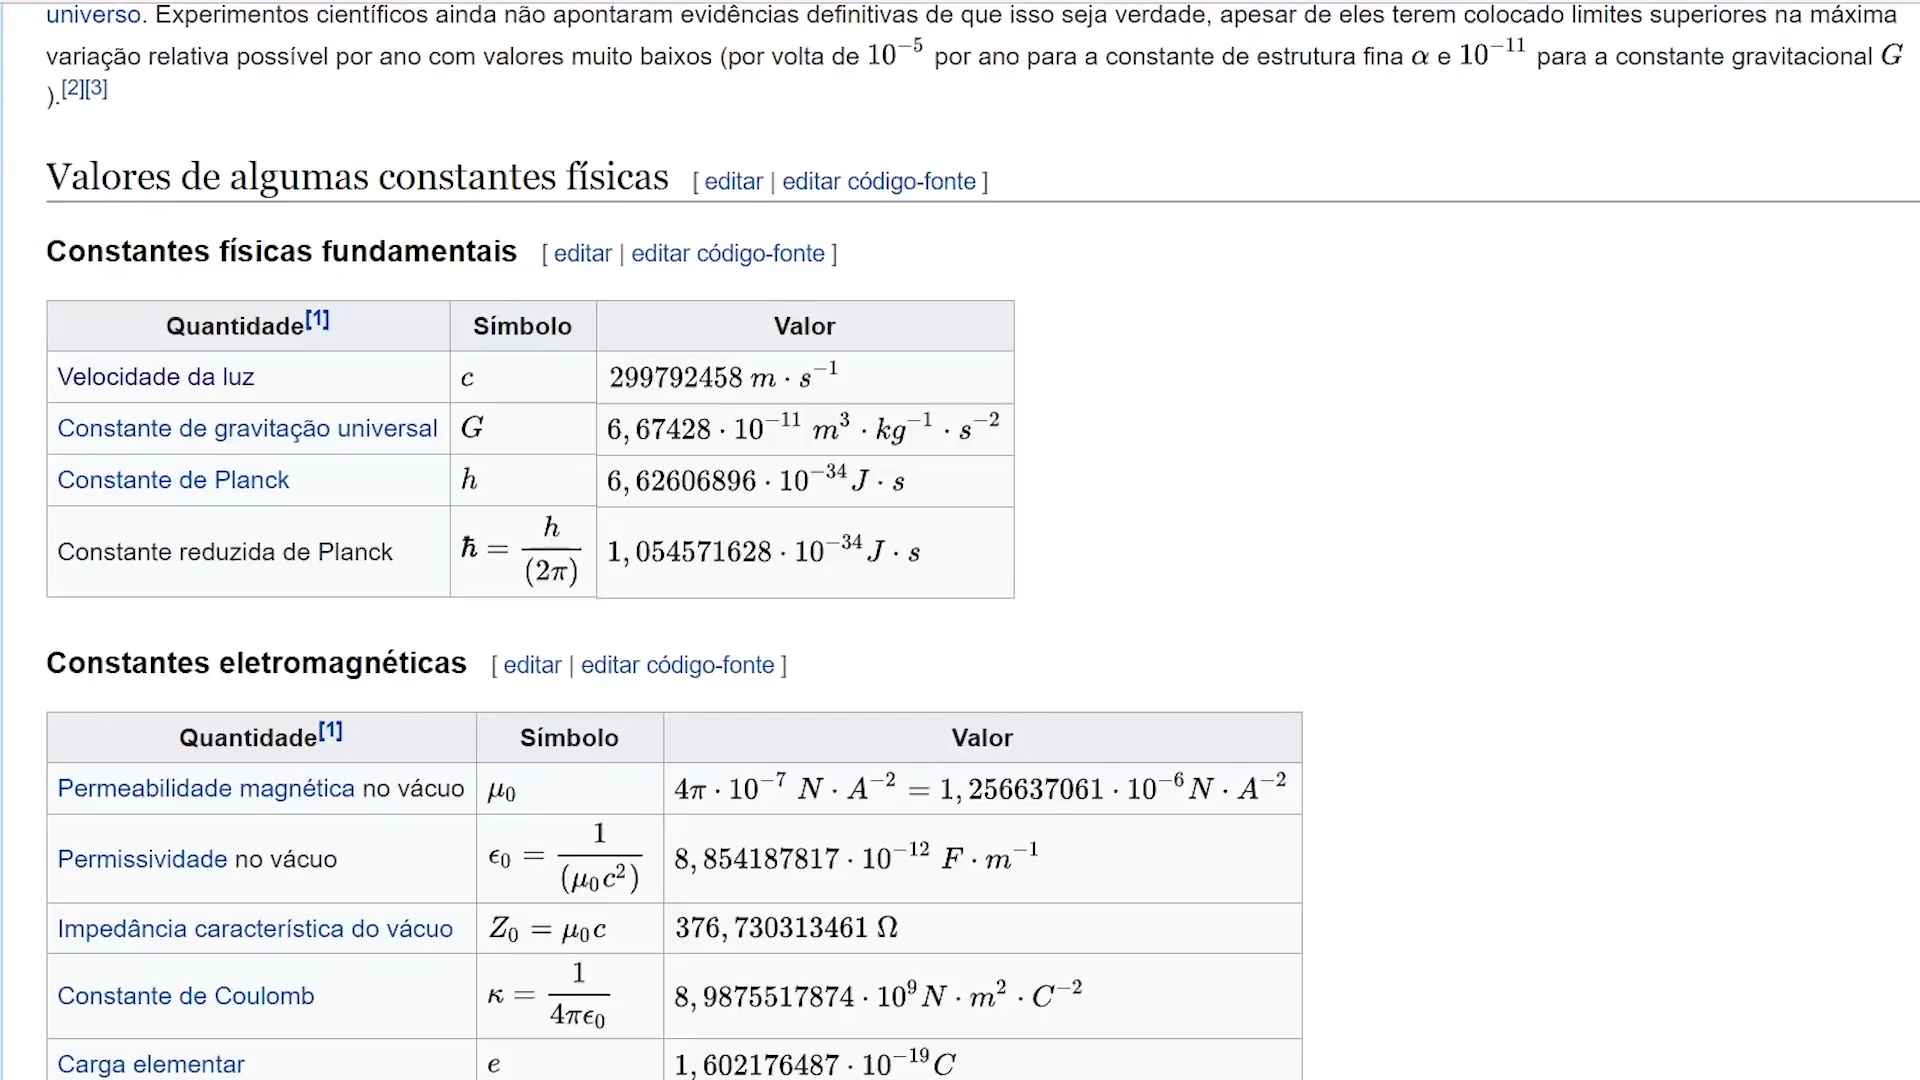 universo. Experimentos científicos ainda não apontaram evidências definitivas de que isso seja verdade, apesar de eles terem colocado limites superiores na máxima
variação relativa possível por ano com valores muito baixos (por volta de 10⁻⁵ por ano para a constante de estrutura fina α e 10⁻¹¹ para a constante gravitacional G
).[2][3]
Valores de algumas constantes físicas [ editar | editar código-fonte ]
Constantes físicas fundamentais [ editar | editar código-fonte ]
Quantidade[1] Símbolo Valor
Velocidade da luz c 299792458 m · s⁻¹
Constante de gravitação universal G 6,67428 · 10⁻¹¹ m³ · kg⁻¹ · s⁻²
Constante de Planck h 6,62606896 · 10⁻³⁴ J · s
Constante reduzida de Planck ħ = h/(2π) 1,054571628 · 10⁻³⁴ J · s
Constantes eletromagnéticas [ editar | editar código-fonte ]
Quantidade[1] Símbolo Valor
Permeabilidade magnética no vácuo μ₀ 4π · 10⁻⁷ N · A⁻² = 1,256637061 · 10⁻⁶ N · A⁻²
Permissividade no vácuo ϵ₀ = 1/(μ₀c²) 8,854187817 · 10⁻¹² F · m⁻¹
Impedância característica do vácuo Z₀ = μ₀c 376,730313461 Ω
Constante de Coulomb κ = 1/4πϵ₀ 8,9875517874 · 10⁹ N · m² · C⁻²
Carga elementar e 1,602176487 · 10⁻¹⁹ C